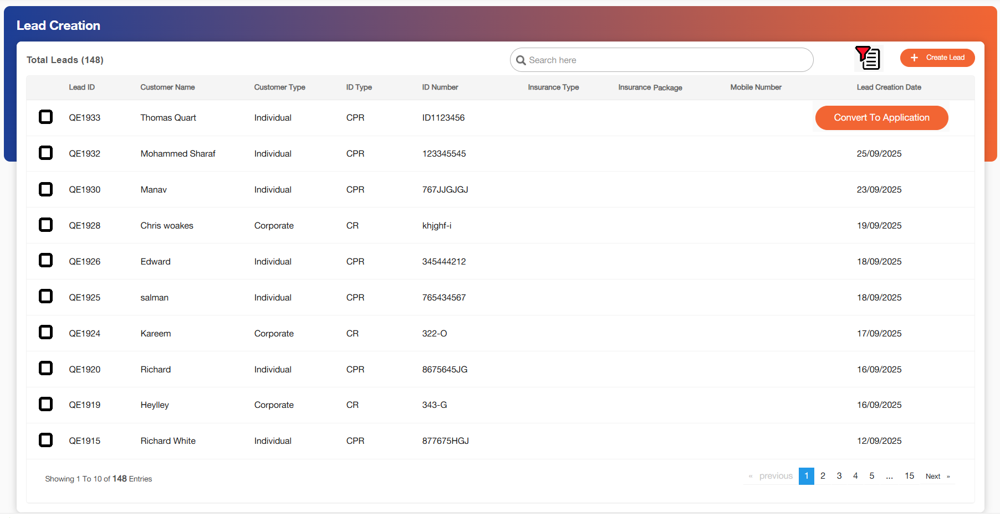 Lead Creation
Total Leads (148)
Search here
Create Lead
Lead ID Customer Name Customer Type ID Type ID Number Insurance Type Insurance Package Mobile Number Lead Creation Date
QE1933 Thomas Quart Individual CPR ID1123456 Convert To Application
QE1932 Mohammed Sharaf Individual CPR 123345545 25/09/2025
QE1930 Manav Individual CPR 767JJGJGJ 23/09/2025
QE1928 Chris woakes Corporate CR khjghf-i 19/09/2025
QE1926 Edward Individual CPR 345444212 18/09/2025
QE1925 salman Individual CPR 765434567 18/09/2025
QE1924 Kareem Corporate CR 322-O 17/09/2025
QE1920 Richard Individual CPR 8675645JG 16/09/2025
QE1919 Heylley Corporate CR 343-G 16/09/2025
QE1915 Richard White Individual CPR 877675HGJ 12/09/2025
Showing 1 To 10 of 148 Entries
« previous 1 2 3 4 5 ... 15 Next »